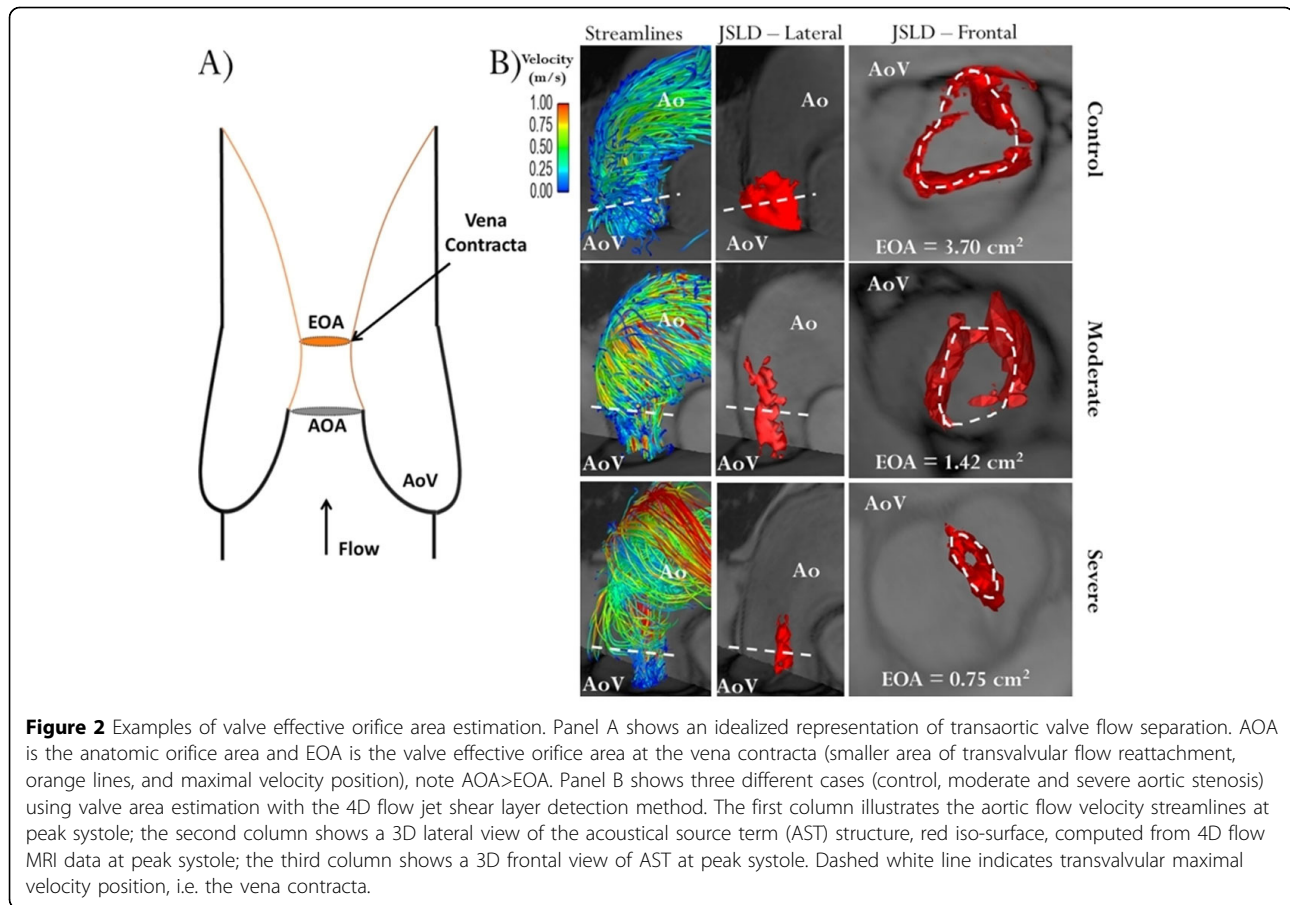 A)
Vena
Contracta
EOA
AOA
AoV
Flow
B)
Streamlines
JSLD – Lateral
JSLD – Frontal
Velocity
(m/s)
1.00
0.75
0.50
0.25
0.00
Ao
AoV
Ao
AoV
AoV
EOA = 3.70 cm²
Control
Ao
AoV
Ao
AoV
AoV
EOA = 1.42 cm²
Moderate
Ao
AoV
Ao
AoV
AoV
EOA = 0.75 cm²
Severe
Figure 2 Examples of valve effective orifice area estimation. Panel A shows an idealized representation of transaortic valve flow separation. AOA
is the anatomic orifice area and EOA is the valve effective orifice area at the vena contracta (smaller area of transvalvular flow reattachment,
orange lines, and maximal velocity position), note AOA>EOA. Panel B shows three different cases (control, moderate and severe aortic stenosis)
using valve area estimation with the 4D flow jet shear layer detection method. The first column illustrates the aortic flow velocity streamlines at
peak systole; the second column shows a 3D lateral view of the acoustical source term (AST) structure, red iso-surface, computed from 4D flow
MRI data at peak systole; the third column shows a 3D frontal view of AST at peak systole. Dashed white line indicates transvalvular maximal
velocity position, i.e. the vena contracta.